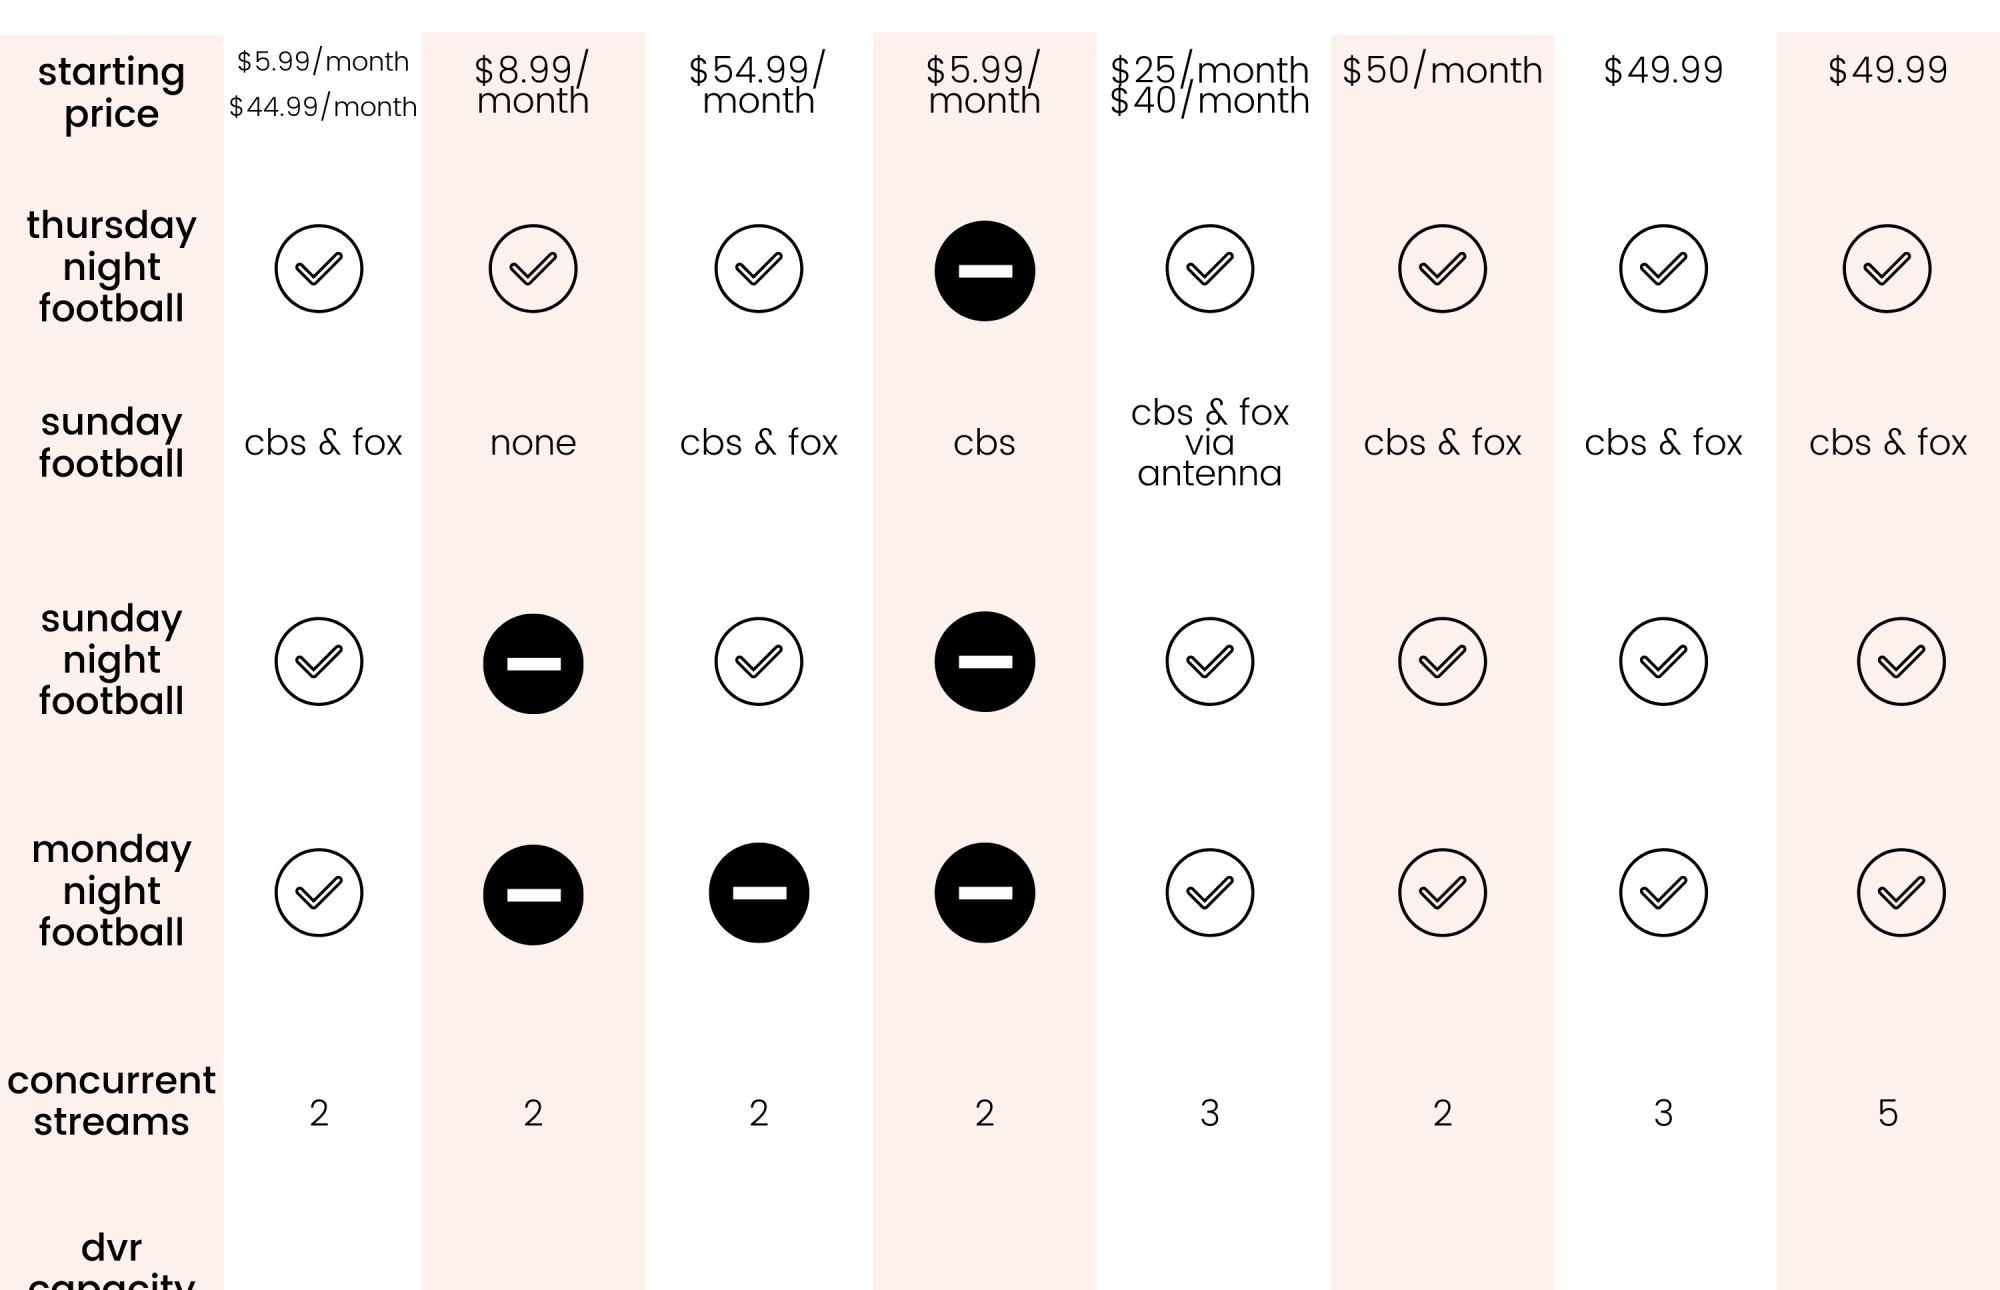 starting
price
$5.99/month
$44.99/month
$8.99/
month
$54.99/
month
$5.99/
month
$25/month
$40/month
$50/month
$49.99
$49.99
thursday
night
football
sunday
football
cbs & fox
none
cbs & fox
cbs
cbs & fox
via
antenna
cbs & fox
cbs & fox
cbs & fox
sunday
night
football
monday
night
football
concurrent
streams
2
2
2
2
3
2
3
5
dvr
capacity